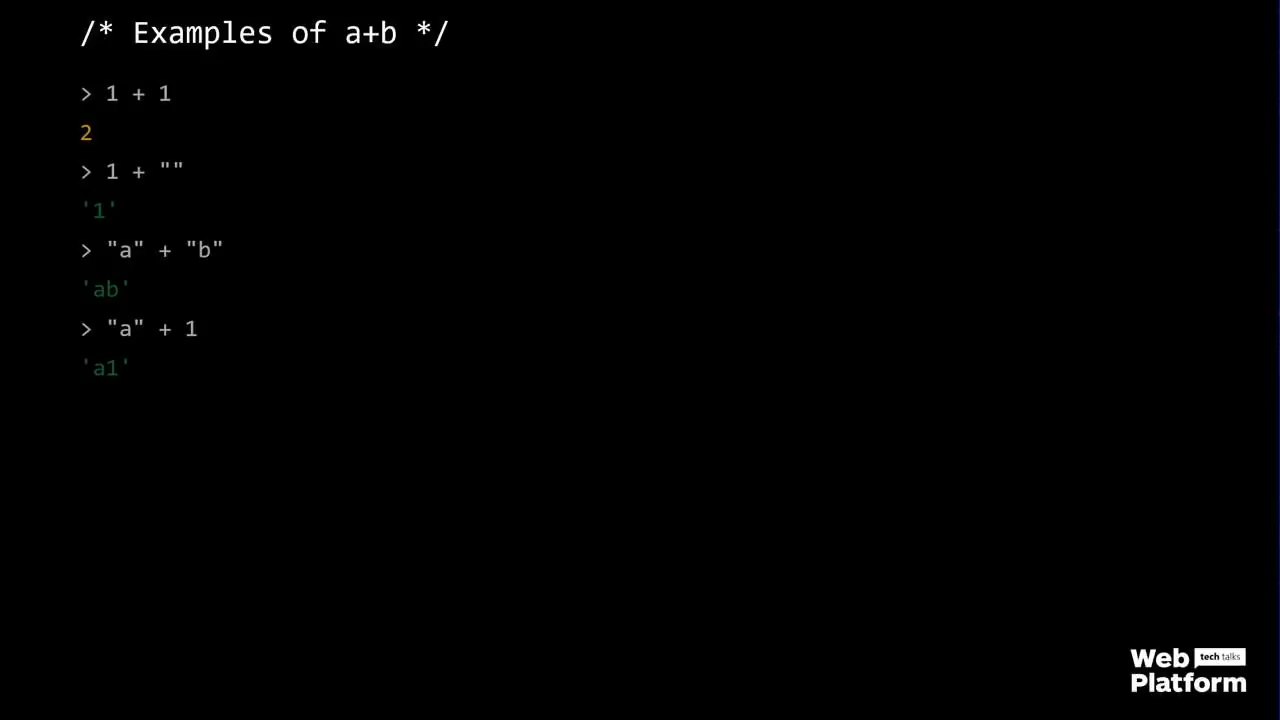 /* Examples of a+b */
> 1 + 1
2
> 1 + ""
'1'
> "a" + "b"
'ab'
> "a" + 1
'a1'
Web tech talks
Platform